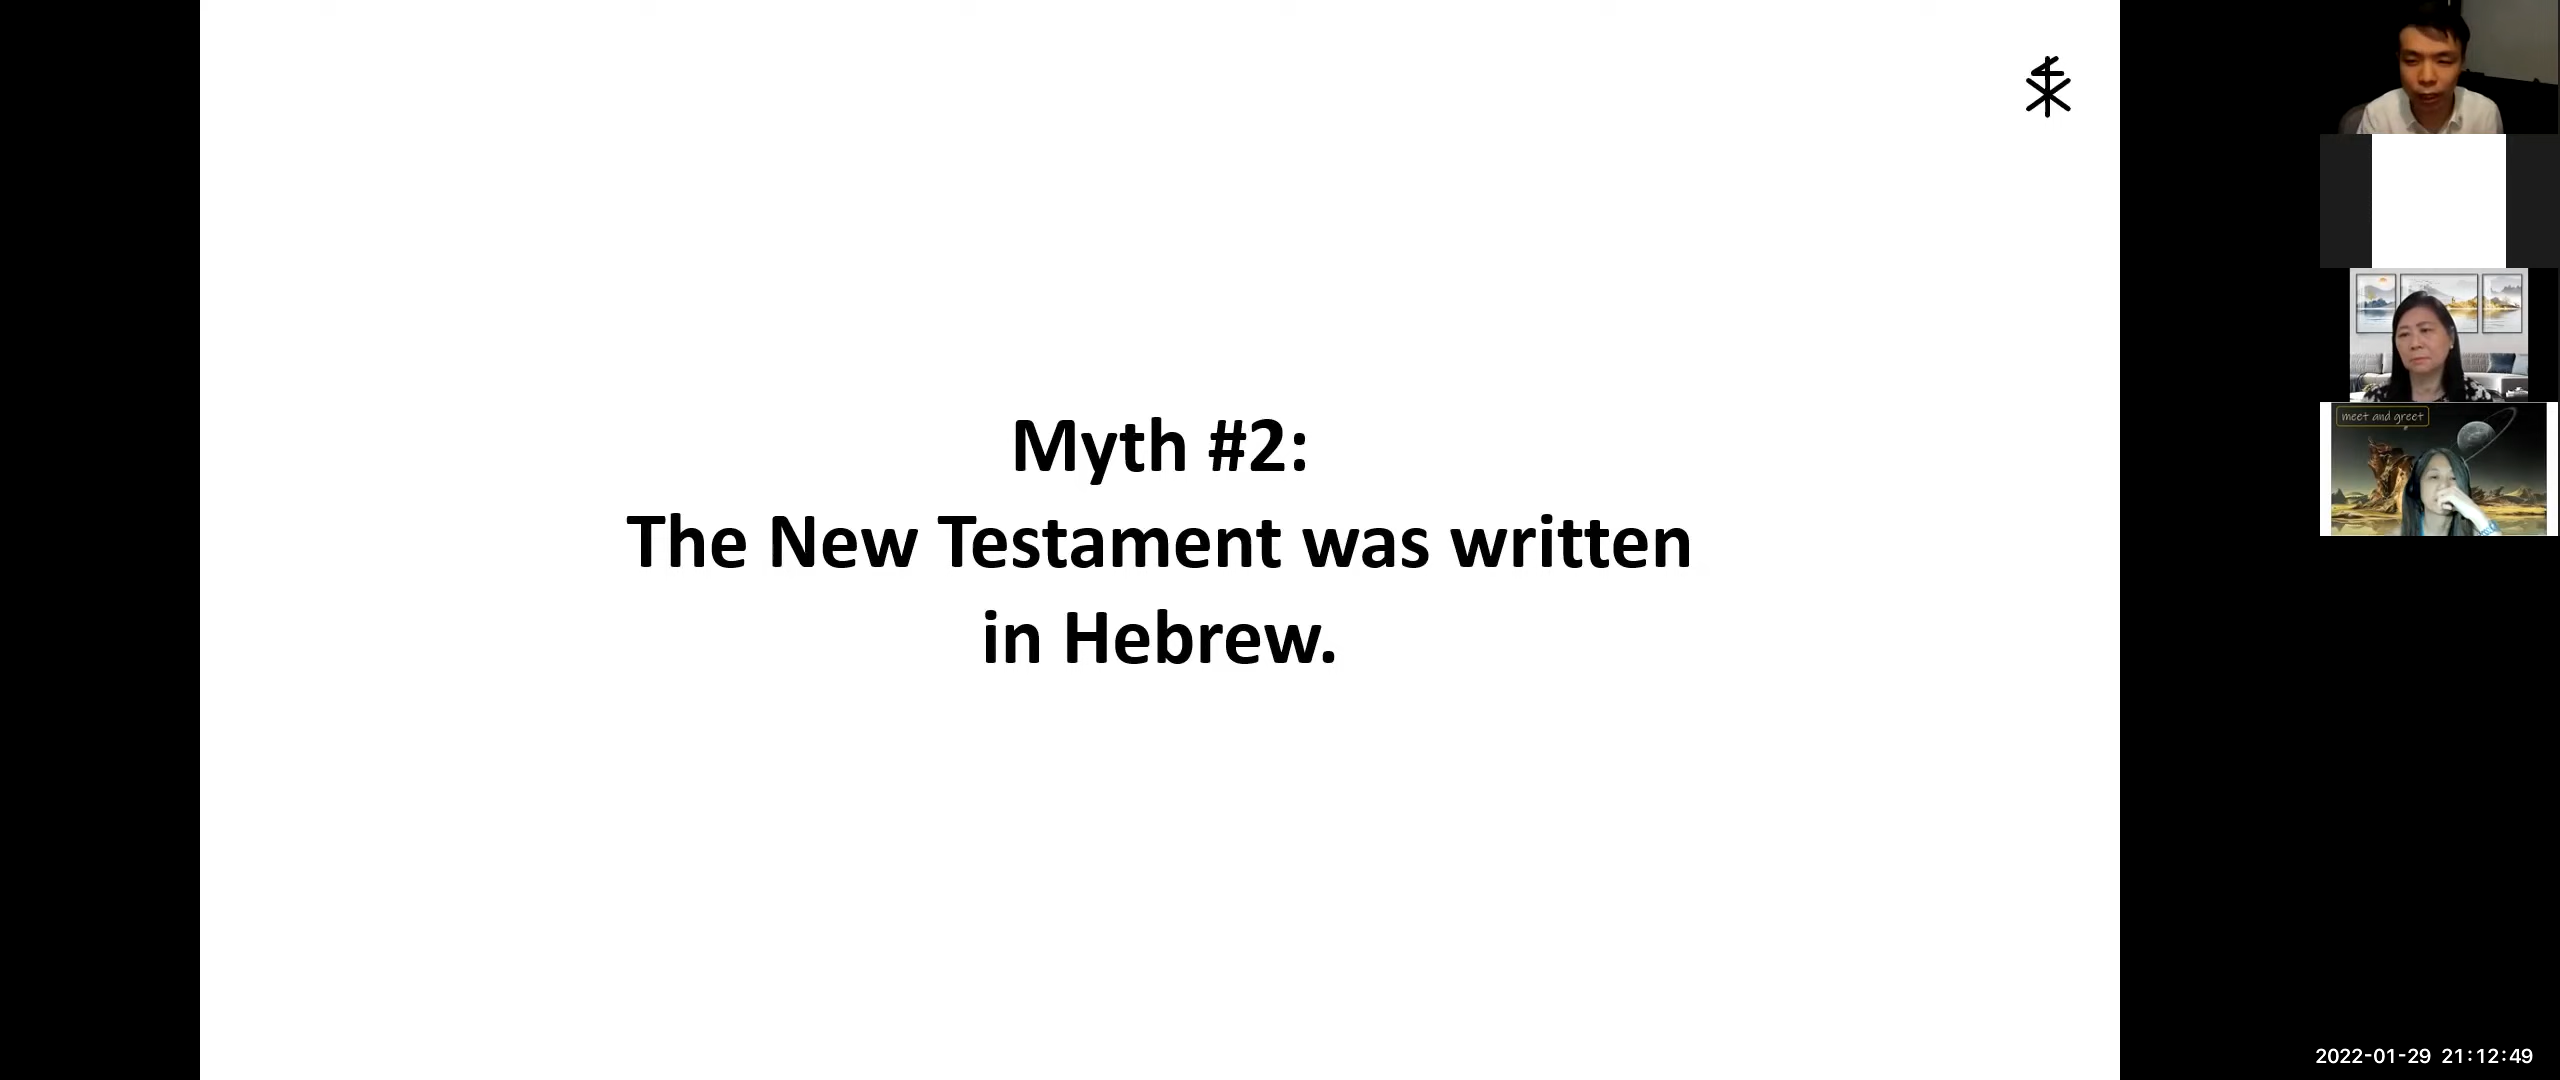 Myth #2:
The New Testament was written
in Hebrew.
meet and greet
2022-01-29 21:12:49